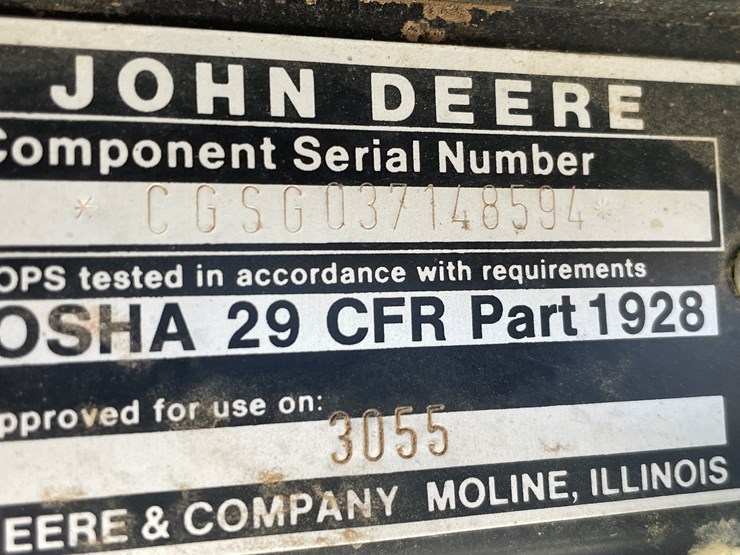 JOHN DEERE
Component Serial Number
* CGSG037148594 *
OPS tested in accordance with requirements
OSHA 29 CFR Part 1928
pproved for use on:
3055
EERE & COMPANY MOLINE, ILLINOIS